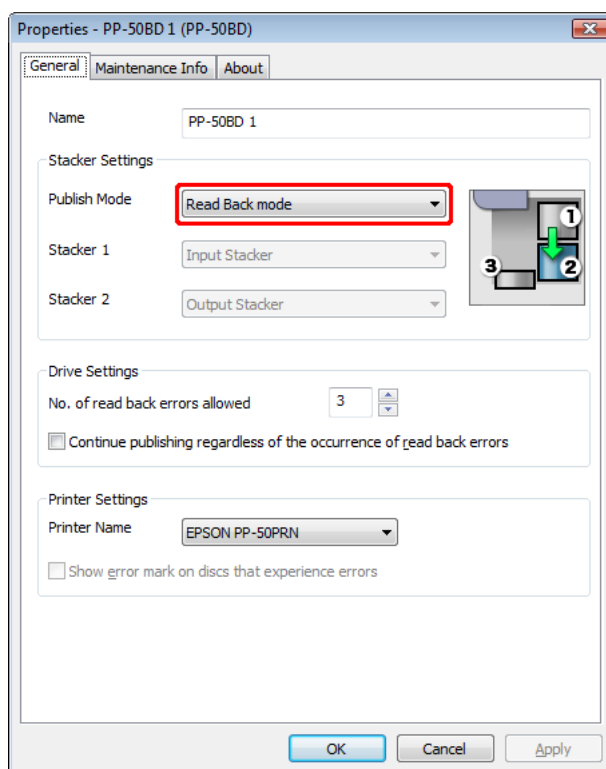 Properties - PP-50BD 1 (PP-50BD)
General Maintenance Info About
Name PP-50BD 1
Stacker Settings
Publish Mode Read Back mode
Stacker 1 Input Stacker
Stacker 2 Output Stacker
1
3 2
Drive Settings
No. of read back errors allowed 3
Continue publishing regardless of the occurrence of read back errors
Printer Settings
Printer Name EPSON PP-50PRN
Show error mark on discs that experience errors
OK Cancel Apply